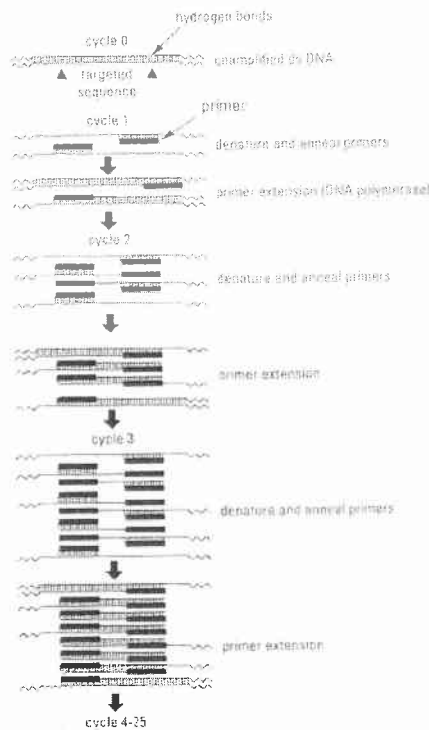 hydrogen bonds
cycle 0
unamplified ds DNA
targeted
sequence
cycle 1
primer
denature and anneal primers
primer extension (DNA polymerase)
cycle 2
denature and anneal primers
primer extension
cycle 3
denature and anneal primers
primer extension
cycle 4-25